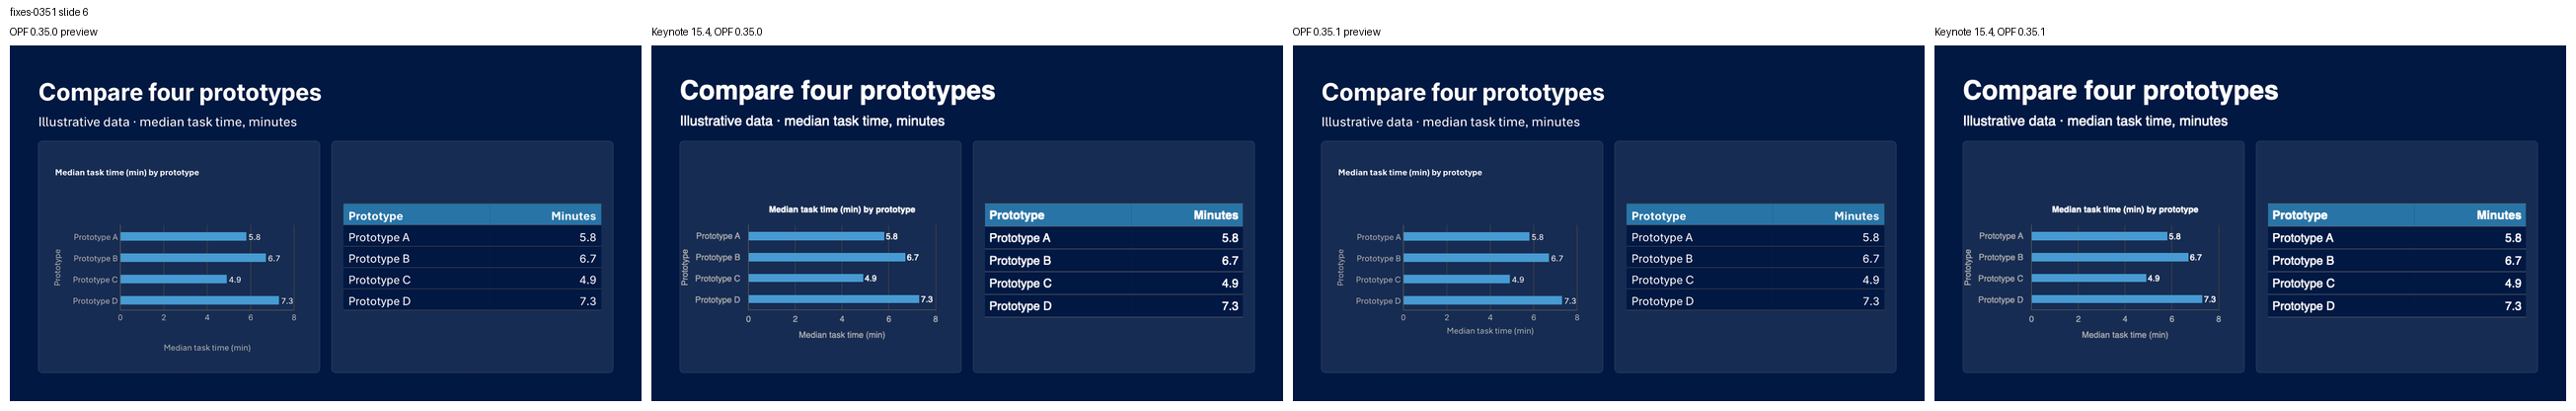 fixes-0351 slide 6
OPF 0.35.0 preview
Compare four prototypes
Illustrative data · median task time, minutes
Median task time (min) by prototype
Prototype
Prototype A 5.8
Prototype B 6.7
Prototype C 4.9
Prototype D 7.3
0 2 4 6 8
Median task time (min)
Prototype Minutes
Prototype A 5.8
Prototype B 6.7
Prototype C 4.9
Prototype D 7.3
Keynote 15.4, OPF 0.35.0
Compare four prototypes
Illustrative data · median task time, minutes
Median task time (min) by prototype
Prototype
Prototype A 5.8
Prototype B 6.7
Prototype C 4.9
Prototype D 7.3
0 2 4 6 8
Median task time (min)
Prototype Minutes
Prototype A 5.8
Prototype B 6.7
Prototype C 4.9
Prototype D 7.3
OPF 0.35.1 preview
Compare four prototypes
Illustrative data · median task time, minutes
Median task time (min) by prototype
Prototype
Prototype A 5.8
Prototype B 6.7
Prototype C 4.9
Prototype D 7.3
0 2 4 6 8
Median task time (min)
Prototype Minutes
Prototype A 5.8
Prototype B 6.7
Prototype C 4.9
Prototype D 7.3
Keynote 15.4, OPF 0.35.1
Compare four prototypes
Illustrative data · median task time, minutes
Median task time (min) by prototype
Prototype
Prototype A 5.8
Prototype B 6.7
Prototype C 4.9
Prototype D 7.3
0 2 4 6 8
Median task time (min)
Prototype Minutes
Prototype A 5.8
Prototype B 6.7
Prototype C 4.9
Prototype D 7.3